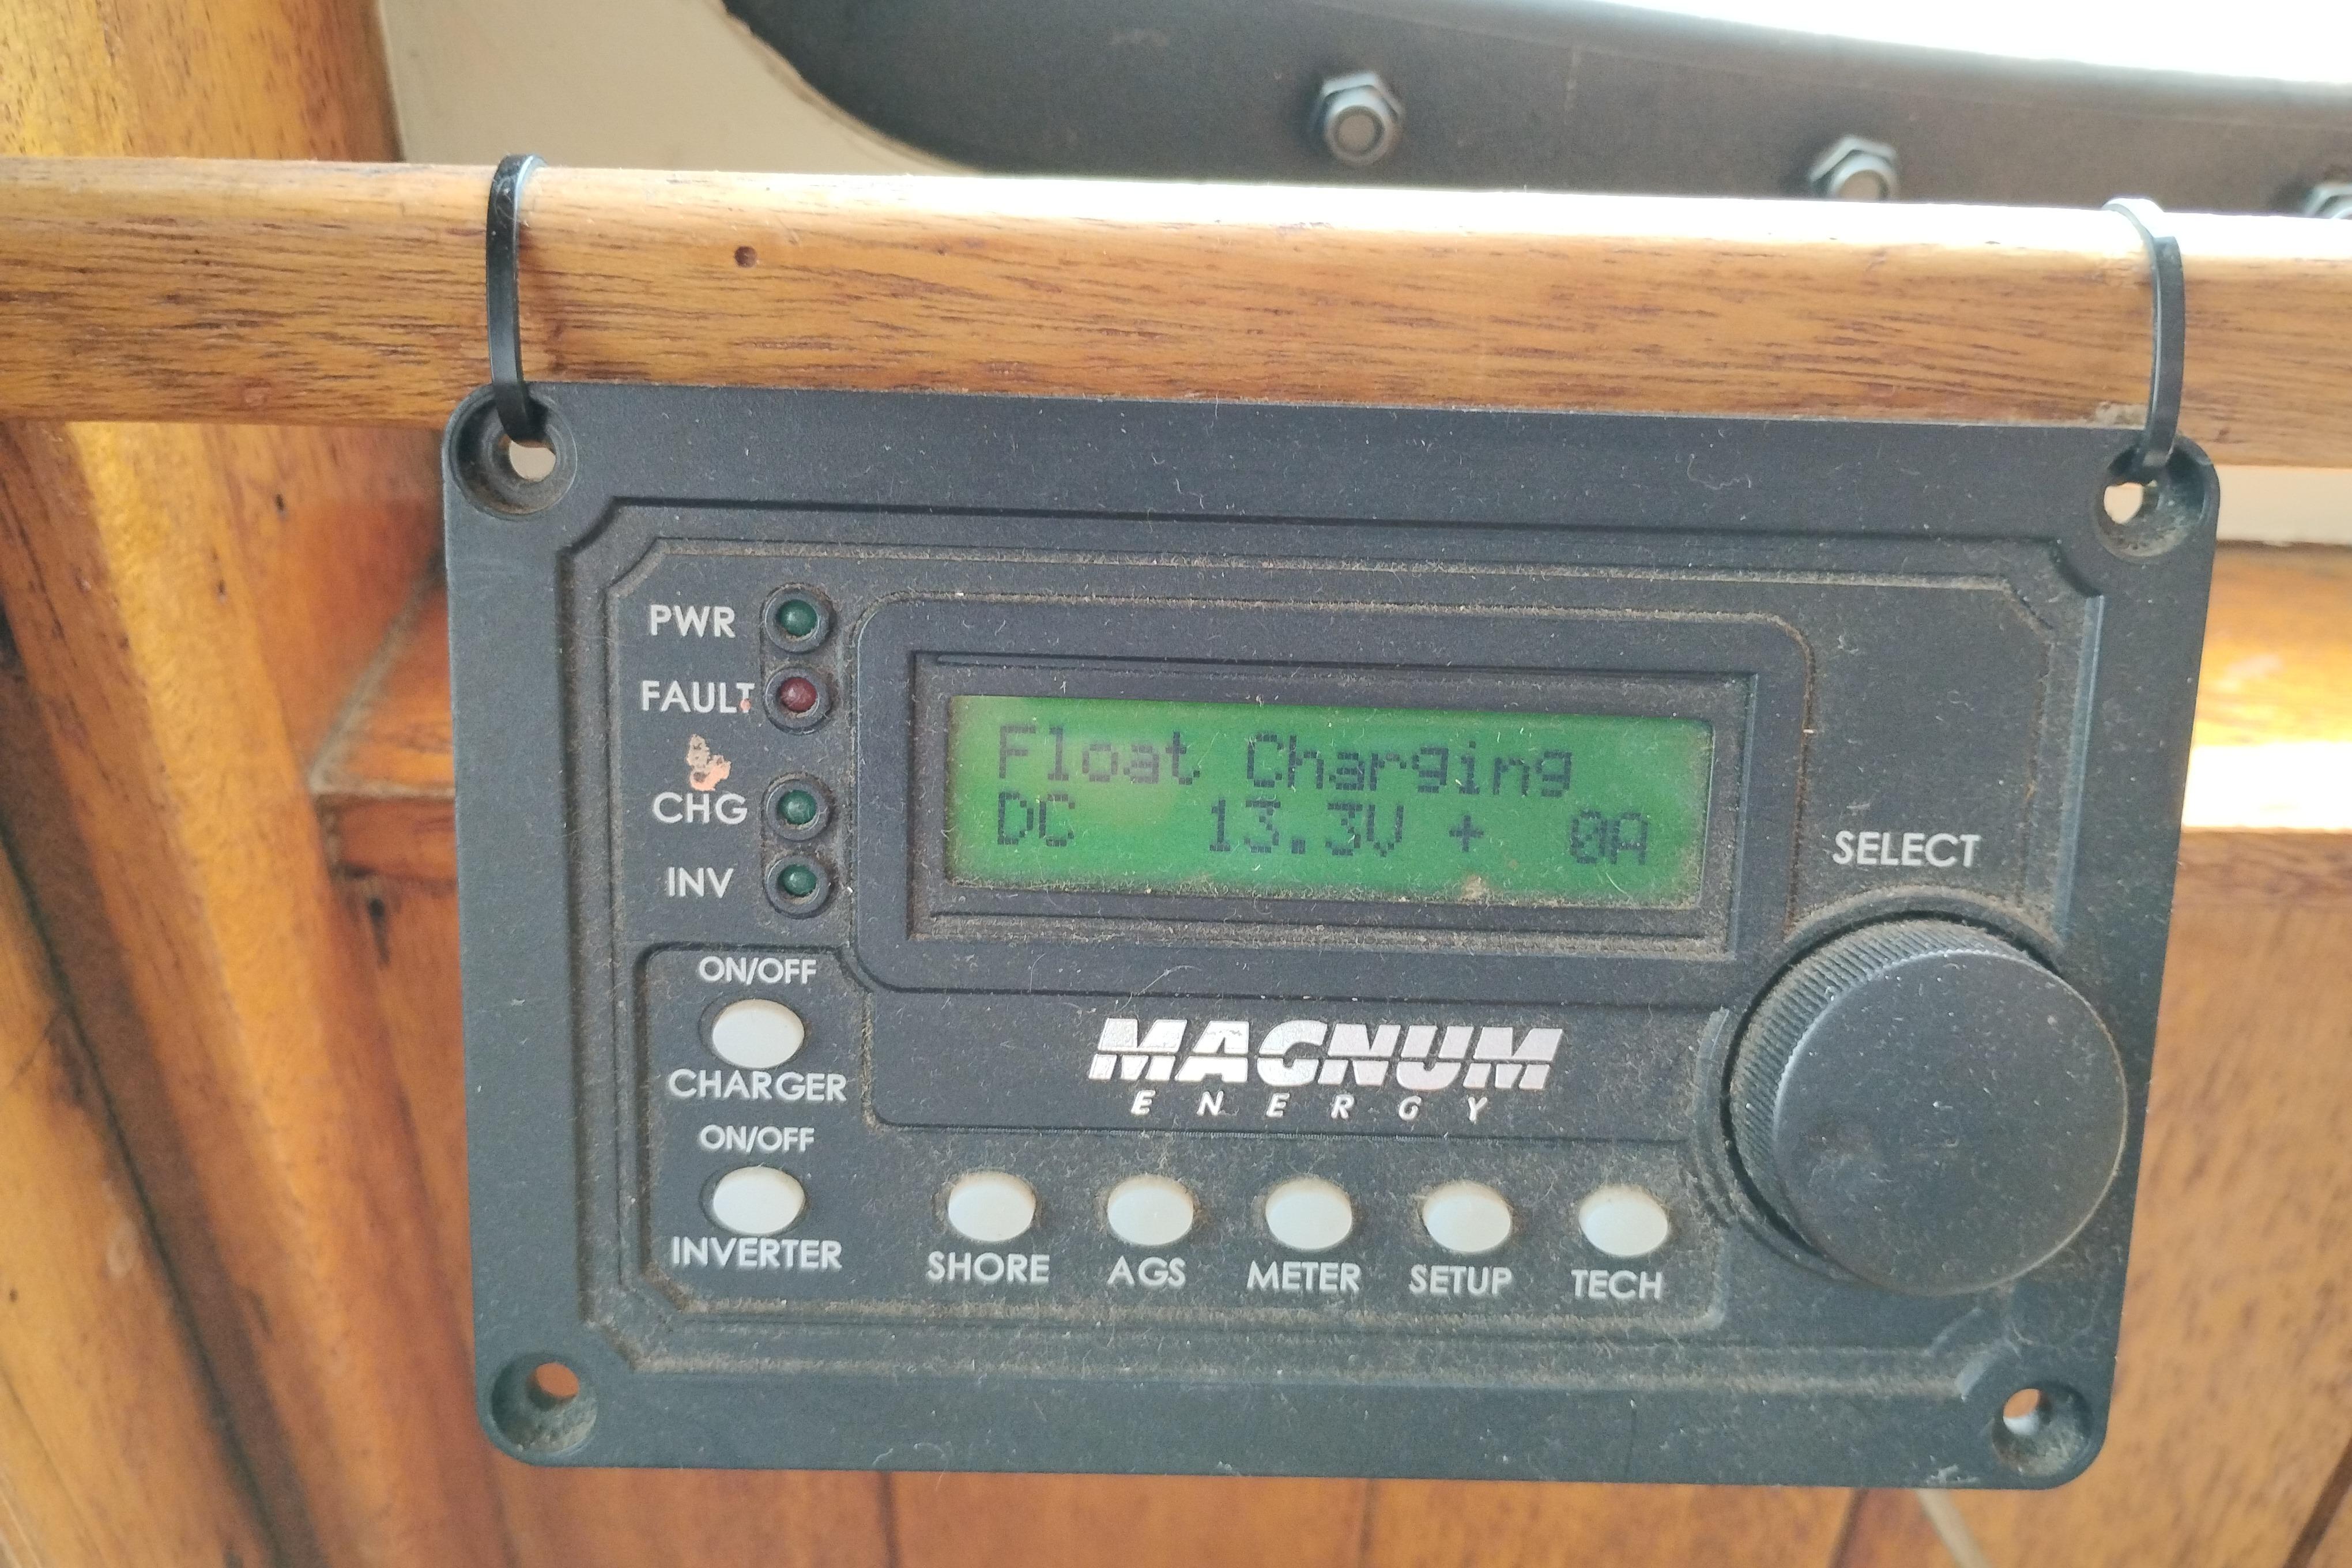 PWR
FAULT
CHG
INV
Float Charging
DC 13.3V + 0A
SELECT
ON/OFF
CHARGER
ON/OFF
INVERTER
MAGNUM
ENERGY
SHORE
AGS
METER
SETUP
TECH